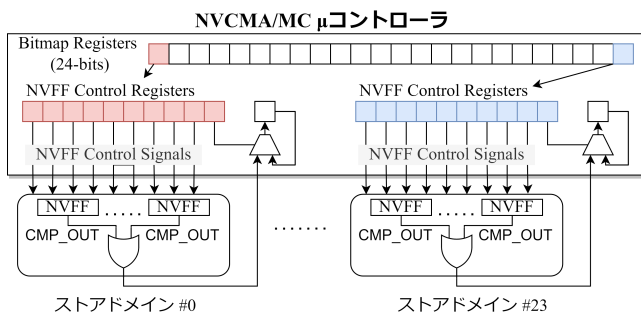 NVCMA/MC μコントローラ
Bitmap Registers
(24-bits)
NVFF Control Registers
NVFF Control Registers
NVFF Control Signals
NVFF Control Signals
NVFF ..... NVFF
NVFF ..... NVFF
CMP_OUT CMP_OUT
CMP_OUT CMP_OUT
.......
ストアドメイン #0
ストアドメイン #23